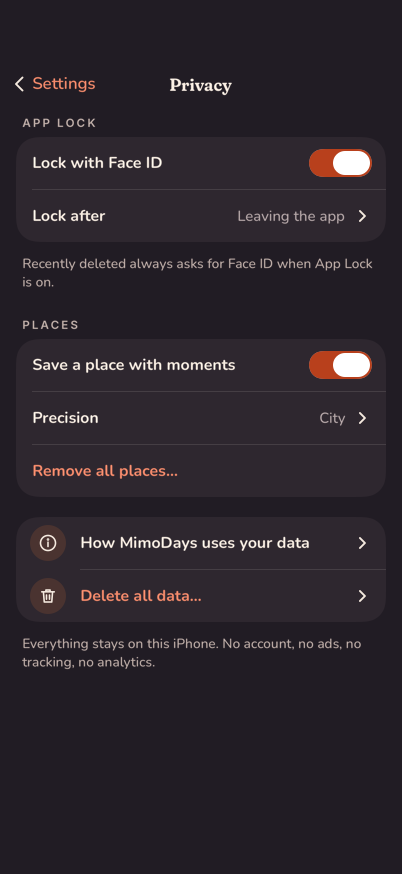 Settings
Privacy
APP LOCK
Lock with Face ID
Lock after
Leaving the app
Recently deleted always asks for Face ID when App Lock
is on.
PLACES
Save a place with moments
Precision
City
Remove all places...
How MimoDays uses your data
Delete all data...
Everything stays on this iPhone. No account, no ads, no
tracking, no analytics.